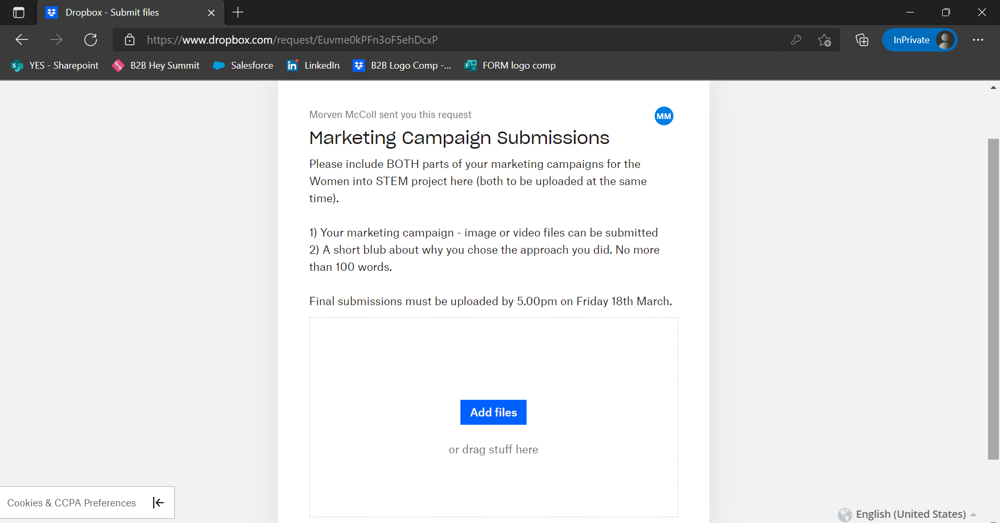 Dropbox - Submit files
https://www.dropbox.com/request/Euvme0kPFn3oF5ehDcxP
InPrivate
YES - Sharepoint
B2B Hey Summit
Salesforce
LinkedIn
B2B Logo Comp -...
FORM logo comp
Morven McColl sent you this request
MM
Marketing Campaign Submissions
Please include BOTH parts of your marketing campaigns for the
Women into STEM project here (both to be uploaded at the same
time).
1) Your marketing campaign - image or video files can be submitted
2) A short blub about why you chose the approach you did. No more
than 100 words.
Final submissions must be uploaded by 5.00pm on Friday 18th March.
Add files
or drag stuff here
Cookies & CCPA Preferences
English (United States)